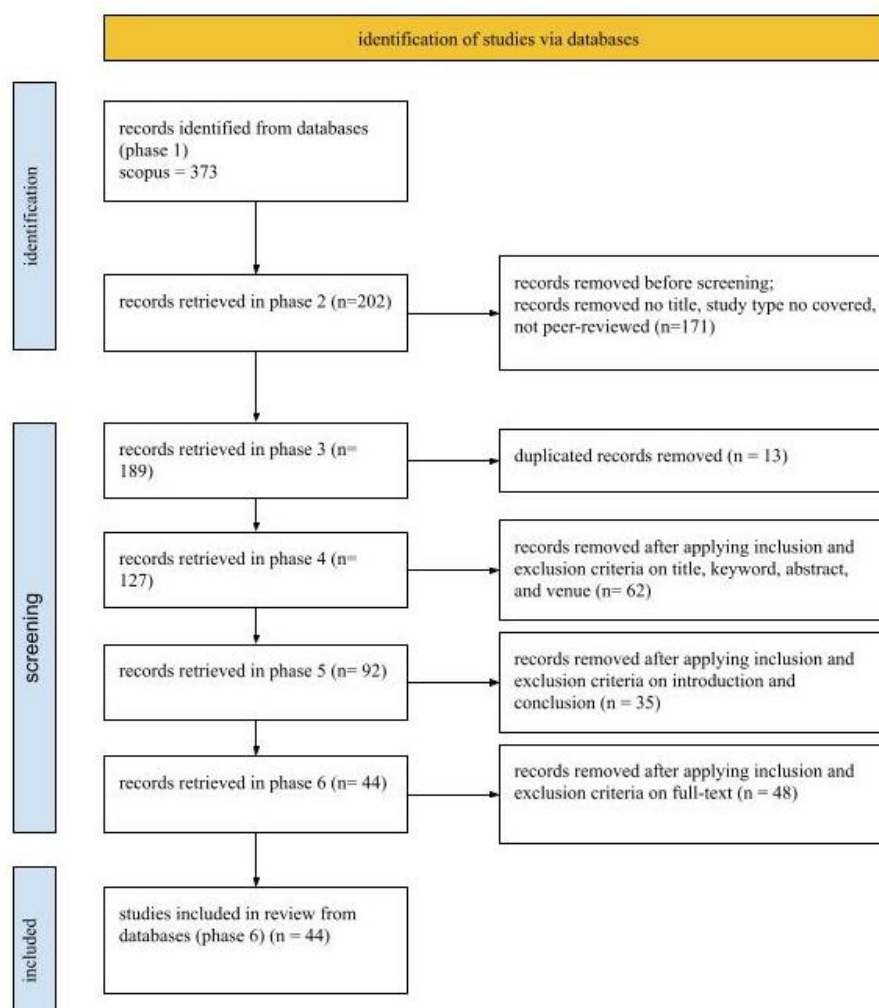 identification of studies via databases
identification
records identified from databases
(phase 1)
scopus = 373
records retrieved in phase 2 (n=202)
records removed before screening;
records removed no title, study type no covered,
not peer-reviewed (n=171)
screening
records retrieved in phase 3 (n=
189)
duplicated records removed (n = 13)
records retrieved in phase 4 (n=
127)
records removed after applying inclusion and
exclusion criteria on title, keyword, abstract,
and venue (n= 62)
records retrieved in phase 5 (n= 92)
records removed after applying inclusion and
exclusion criteria on introduction and
conclusion (n = 35)
records retrieved in phase 6 (n= 44)
records removed after applying inclusion and
exclusion criteria on full-text (n = 48)
included
studies included in review from
databases (phase 6) (n = 44)